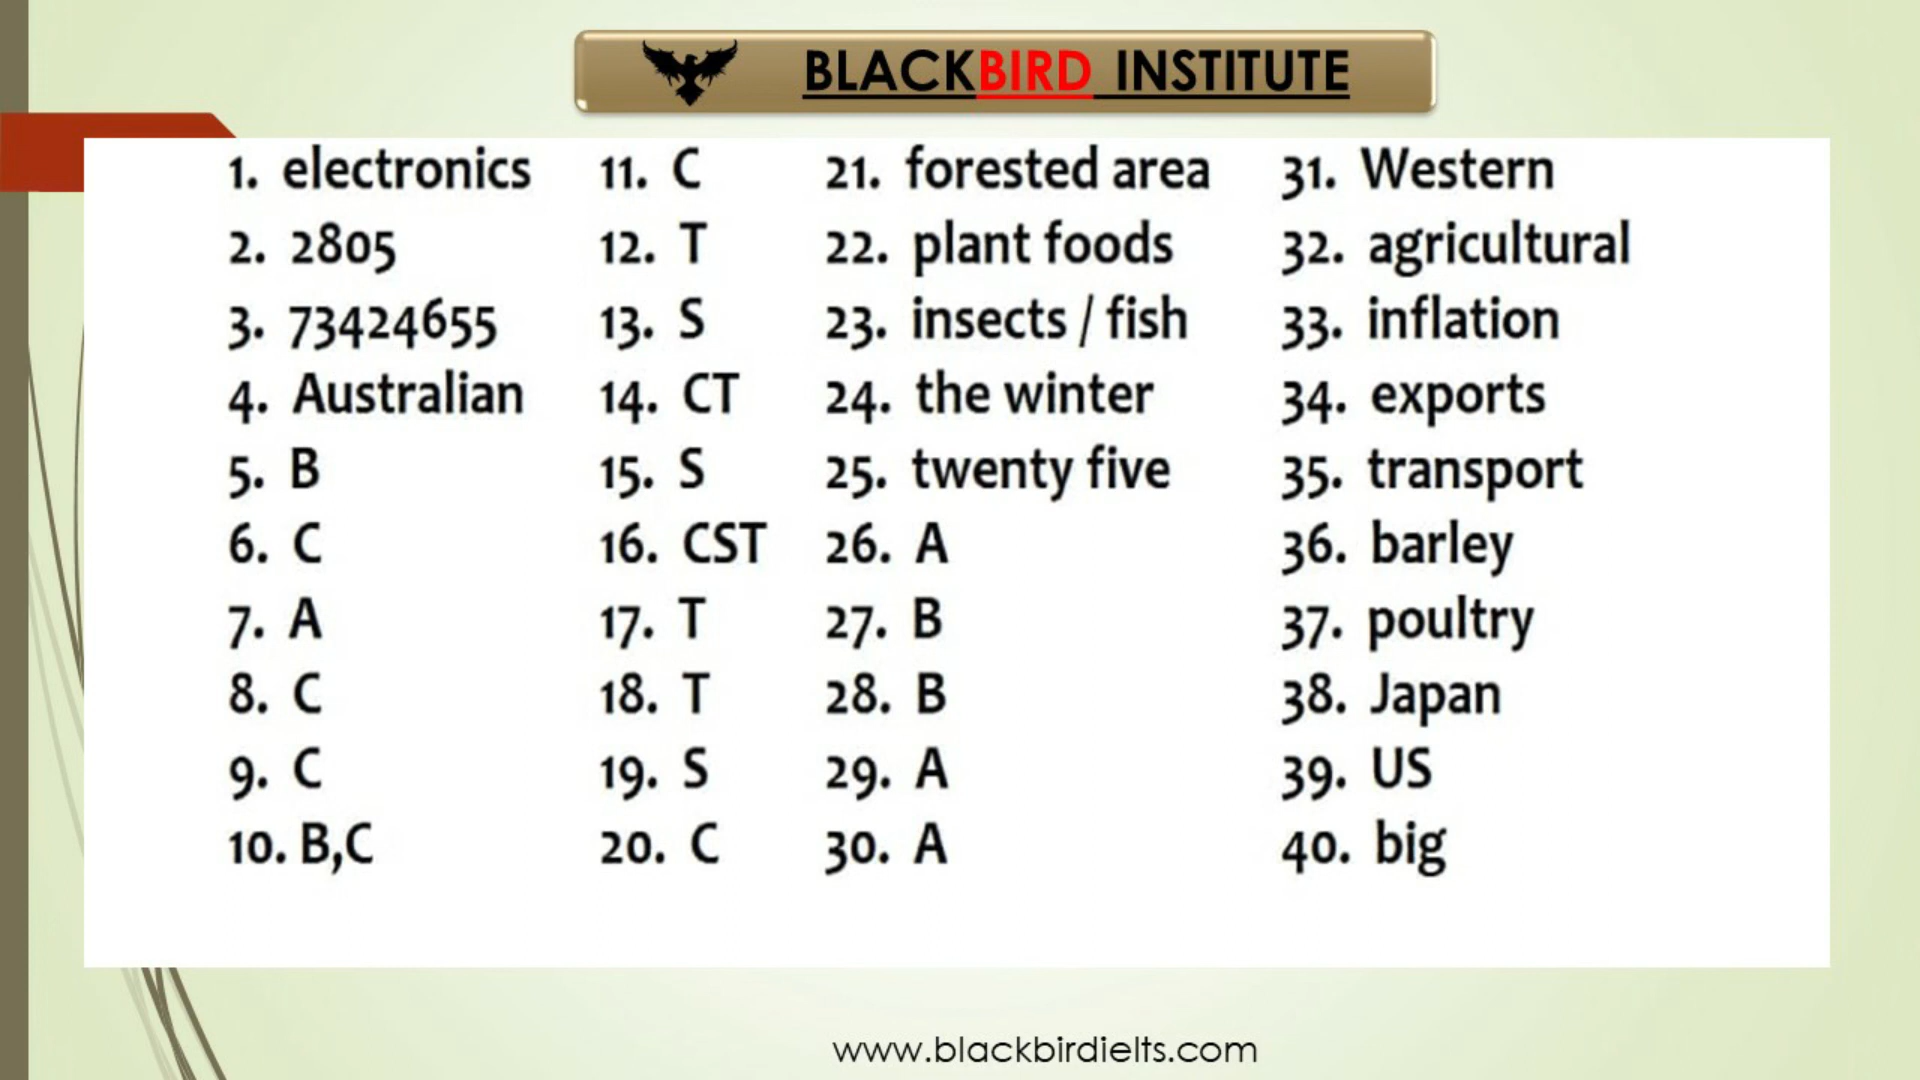 BLACKBIRD INSTITUTE
1. electronics
2. 2805
3. 73424655
4. Australian
5. B
6. C
7. A
8. C
9. C
10. B,C
11. C
12. T
13. S
14. CT
15. S
16. CST
17. T
18. T
19. S
20. C
21. forested area
22. plant foods
23. insects / fish
24. the winter
25. twenty five
26. A
27. B
28. B
29. A
30. A
31. Western
32. agricultural
33. inflation
34. exports
35. transport
36. barley
37. poultry
38. Japan
39. US
40. big
www.blackbirdielts.com